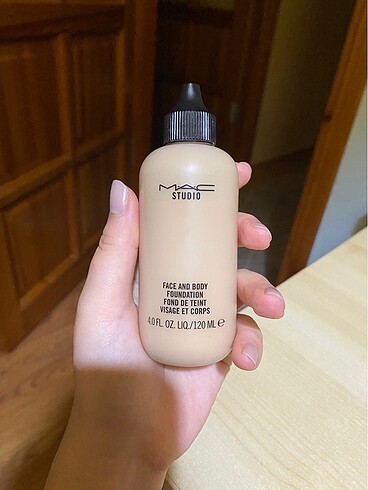 MAC
STUDIO
FACE AND BODY
FOUNDATION
FOND DE TEINT
VISAGE ET CORPS
4.0 FL. OZ. LIQ./120 ML ℮